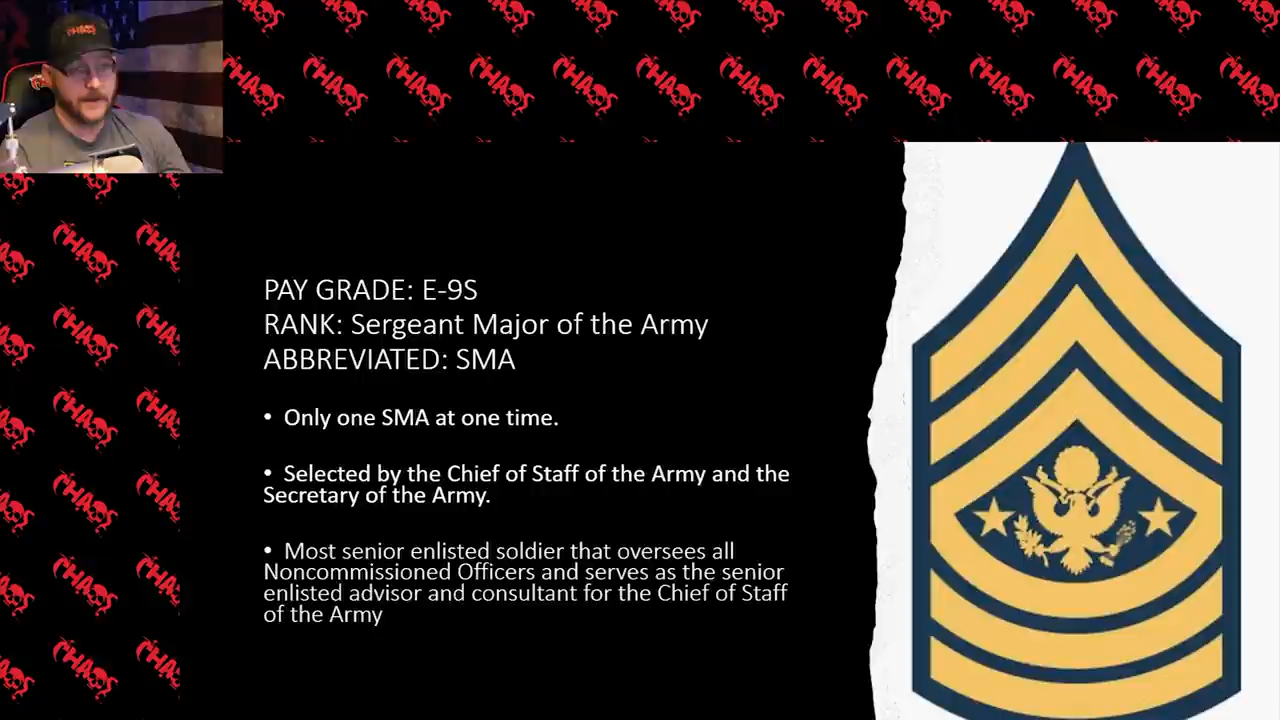 CHAOS
PAY GRADE: E-9S
RANK: Sergeant Major of the Army
ABBREVIATED: SMA
• Only one SMA at one time.
• Selected by the Chief of Staff of the Army and the
Secretary of the Army.
• Most senior enlisted soldier that oversees all
Noncommissioned Officers and serves as the senior
enlisted advisor and consultant for the Chief of Staff
of the Army